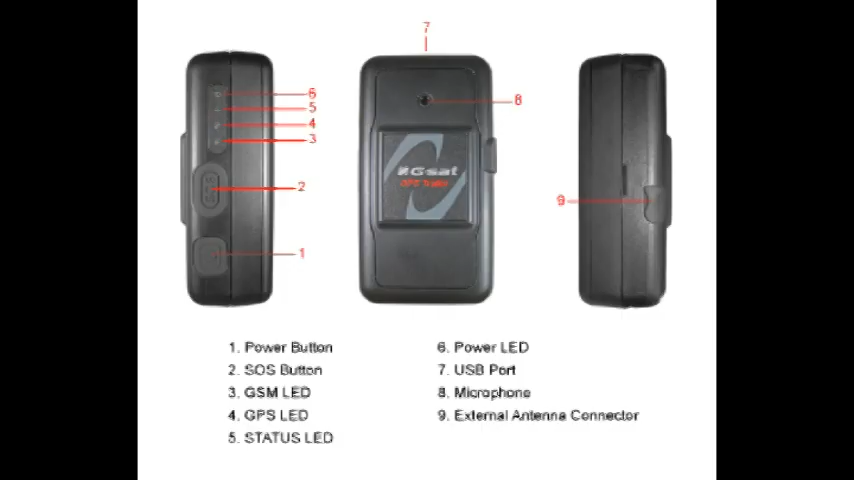 7
6
5
4
3
2
1
8
9
SOS
G-sat
GPS
1. Power Button
2. SOS Button
3. GSM LED
4. GPS LED
5. STATUS LED
6. Power LED
7. USB Port
8. Microphone
9. External Antenna Connector